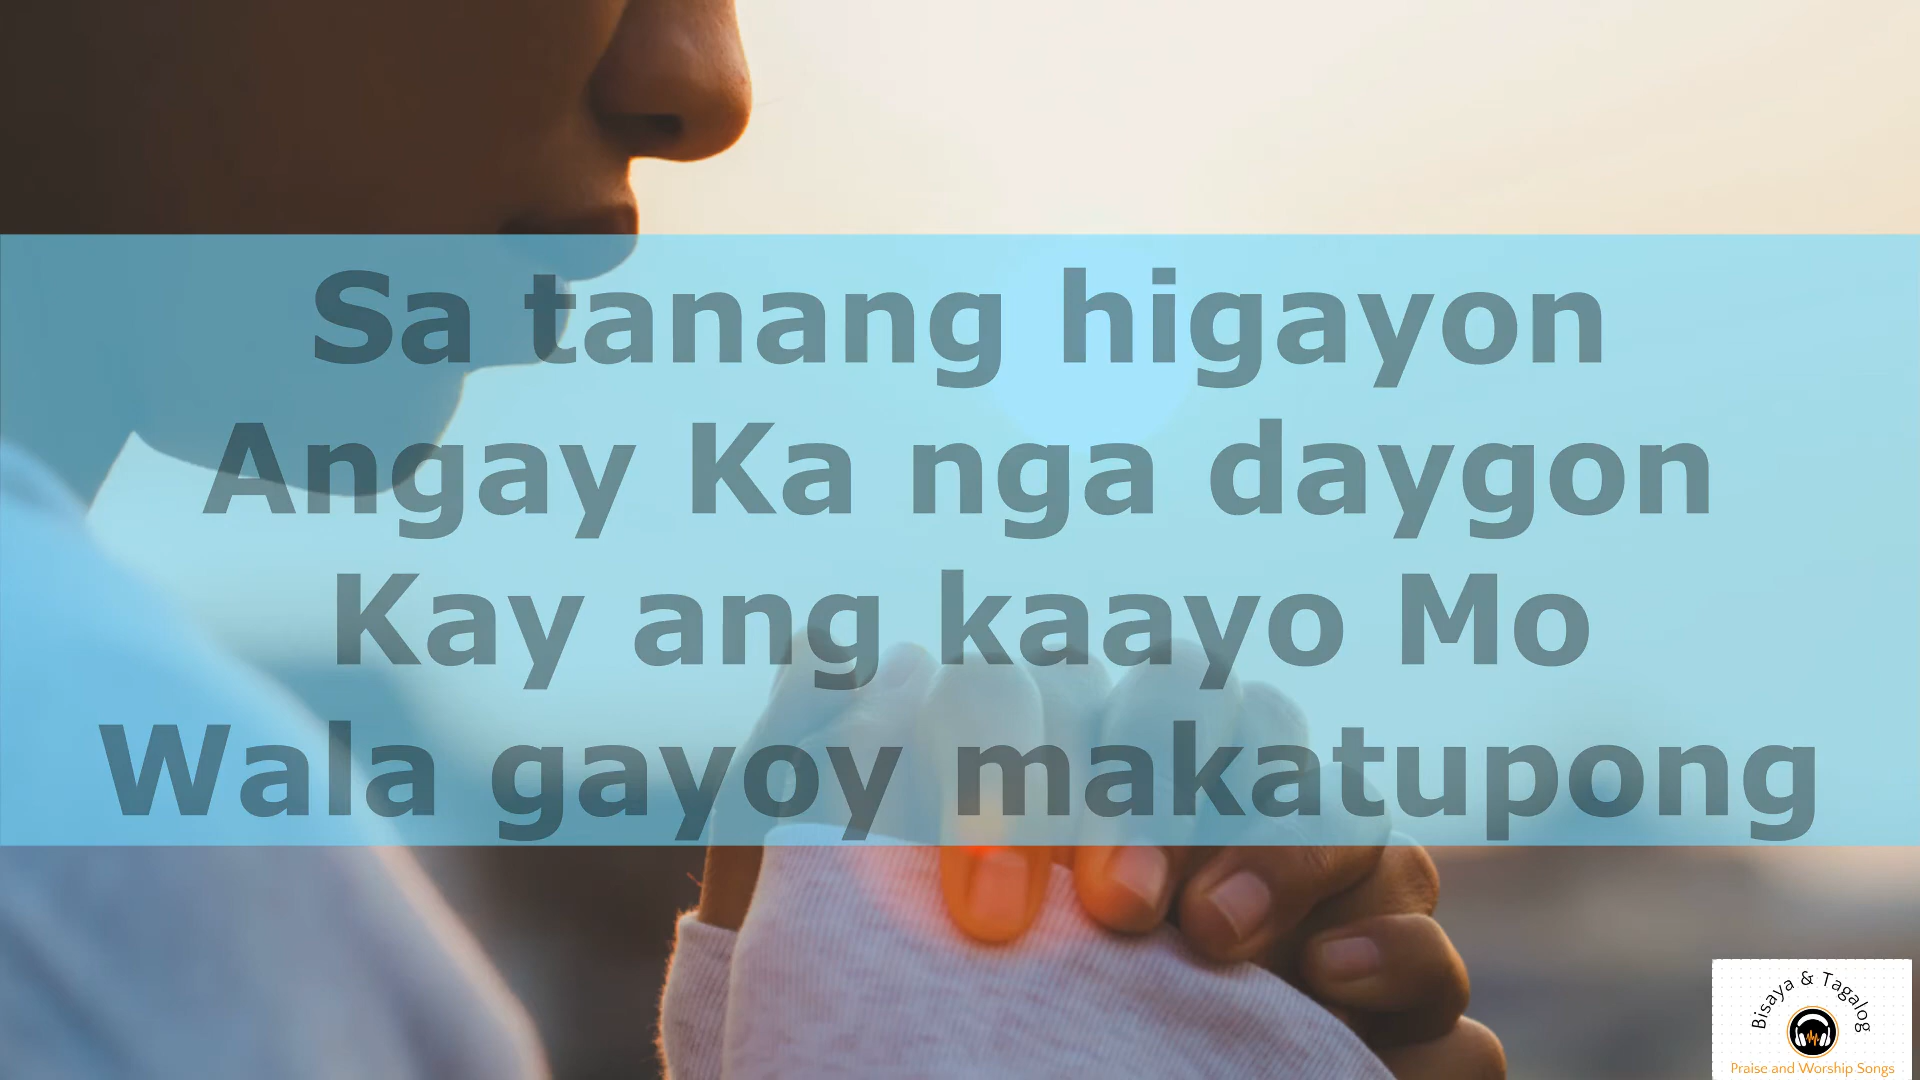 Sa tanang higayon
Angay Ka nga daygon
Kay ang kaayo Mo
Wala gayoy makatupong
Bisaya & Tagalog
Praise and Worship Songs